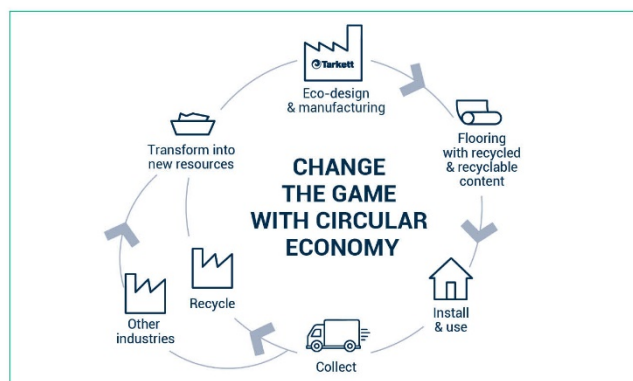 Tarkett
Eco-design
& manufacturing
Flooring
with recycled
& recyclable
content
Install
& use
Collect
Recycle
Other
industries
Transform into
new resources
CHANGE
THE GAME
WITH CIRCULAR
ECONOMY